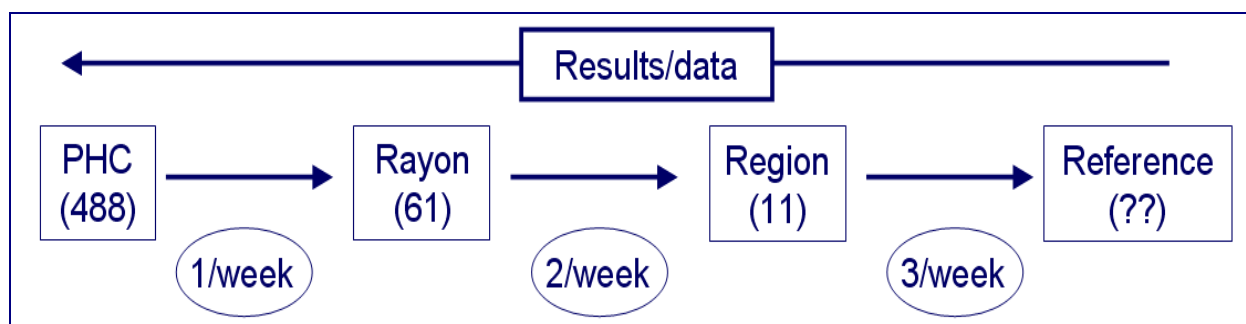 Results/data
PHC
(488)
Rayon
(61)
Region
(11)
Reference
(??)
1/week
2/week
3/week